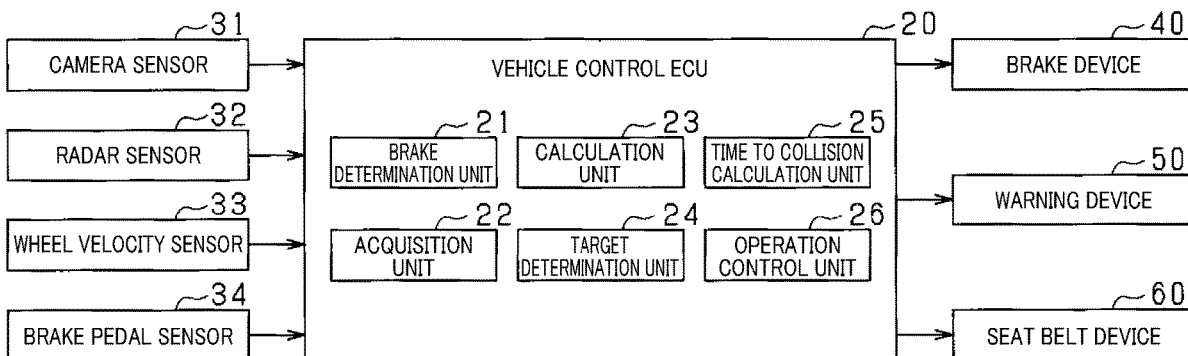 31
CAMERA SENSOR
32
RADAR SENSOR
33
WHEEL VELOCITY SENSOR
34
BRAKE PEDAL SENSOR
20
VEHICLE CONTROL ECU
21
BRAKE
DETERMINATION UNIT
23
CALCULATION
UNIT
25
TIME TO COLLISION
CALCULATION UNIT
22
ACQUISITION
UNIT
24
TARGET
DETERMINATION UNIT
26
OPERATION
CONTROL UNIT
40
BRAKE DEVICE
50
WARNING DEVICE
60
SEAT BELT DEVICE